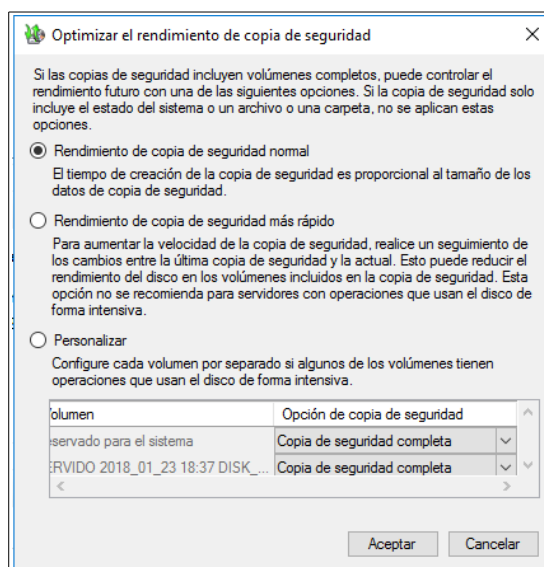 Optimizar el rendimiento de copia de seguridad
Si las copias de seguridad incluyen volúmenes completos, puede controlar el
rendimiento futuro con una de las siguientes opciones. Si la copia de seguridad solo
incluye el estado del sistema o un archivo o una carpeta, no se aplican estas
opciones.
Rendimiento de copia de seguridad normal
El tiempo de creación de la copia de seguridad es proporcional al tamaño de los
datos de copia de seguridad.
Rendimiento de copia de seguridad más rápido
Para aumentar la velocidad de la copia de seguridad, realice un seguimiento de
los cambios entre la última copia de seguridad y la actual. Esto puede reducir el
rendimiento del disco en los volúmenes incluidos en la copia de seguridad. Esta
opción no se recomienda para servidores con operaciones que usan el disco de
forma intensiva.
Personalizar
Configure cada volumen por separado si algunos de los volúmenes tienen
operaciones que usan el disco de forma intensiva.
olumen Opción de copia de seguridad
eservado para el sistema Copia de seguridad completa
ERVIDO 2018_01_23 18:37 DISK_... Copia de seguridad completa
Aceptar Cancelar